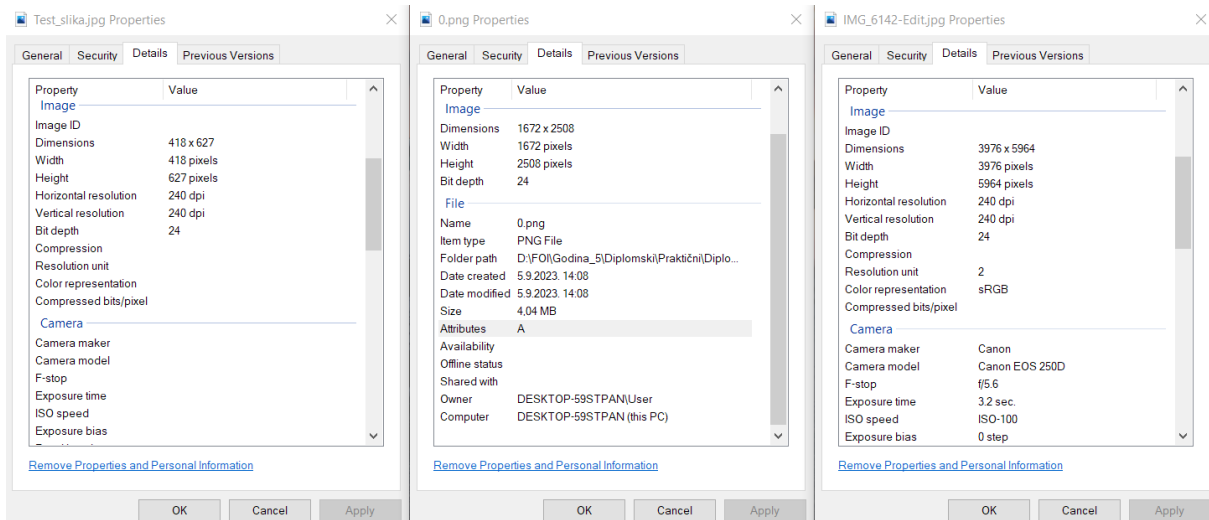 Test_slika.jpg Properties
General Security Details Previous Versions
Property Value
Image
Image ID
Dimensions 418 x 627
Width 418 pixels
Height 627 pixels
Horizontal resolution 240 dpi
Vertical resolution 240 dpi
Bit depth 24
Compression
Resolution unit
Color representation
Compressed bits/pixel
Camera
Camera maker
Camera model
F-stop
Exposure time
ISO speed
Exposure bias
Remove Properties and Personal Information
OK Cancel Apply
0.png Properties
General Security Details Previous Versions
Property Value
Image
Dimensions 1672 x 2508
Width 1672 pixels
Height 2508 pixels
Bit depth 24
File
Name 0.png
Item type PNG File
Folder path D:\FOI\Godina_5\Diplomski\Praktični\Diplo...
Date created 5.9.2023. 14:08
Date modified 5.9.2023. 14:08
Size 4,04 MB
Attributes A
Availability
Offline status
Shared with
Owner DESKTOP-59STPAN\User
Computer DESKTOP-59STPAN (this PC)
Remove Properties and Personal Information
OK Cancel Apply
IMG_6142-Edit.jpg Properties
General Security Details Previous Versions
Property Value
Image
Image ID
Dimensions 3976 x 5964
Width 3976 pixels
Height 5964 pixels
Horizontal resolution 240 dpi
Vertical resolution 240 dpi
Bit depth 24
Compression
Resolution unit 2
Color representation sRGB
Compressed bits/pixel
Camera
Camera maker Canon
Camera model Canon EOS 250D
F-stop f/5.6
Exposure time 3.2 sec.
ISO speed ISO-100
Exposure bias 0 step
Remove Properties and Personal Information
OK Cancel Apply